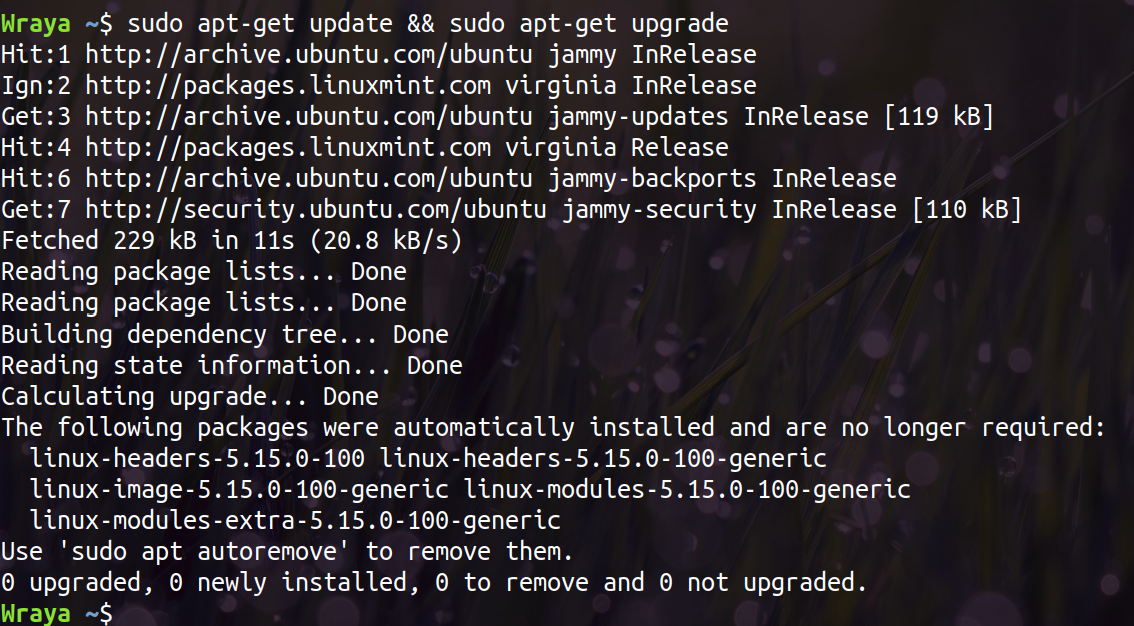 Wraya ~$ sudo apt-get update && sudo apt-get upgrade
Hit:1 http://archive.ubuntu.com/ubuntu jammy InRelease
Ign:2 http://packages.linuxmint.com virginia InRelease
Get:3 http://archive.ubuntu.com/ubuntu jammy-updates InRelease [119 kB]
Hit:4 http://packages.linuxmint.com virginia Release
Hit:6 http://archive.ubuntu.com/ubuntu jammy-backports InRelease
Get:7 http://security.ubuntu.com/ubuntu jammy-security InRelease [110 kB]
Fetched 229 kB in 11s (20.8 kB/s)
Reading package lists... Done
Reading package lists... Done
Building dependency tree... Done
Reading state information... Done
Calculating upgrade... Done
The following packages were automatically installed and are no longer required:
  linux-headers-5.15.0-100 linux-headers-5.15.0-100-generic
  linux-image-5.15.0-100-generic linux-modules-5.15.0-100-generic
  linux-modules-extra-5.15.0-100-generic
Use 'sudo apt autoremove' to remove them.
0 upgraded, 0 newly installed, 0 to remove and 0 not upgraded.
Wraya ~$